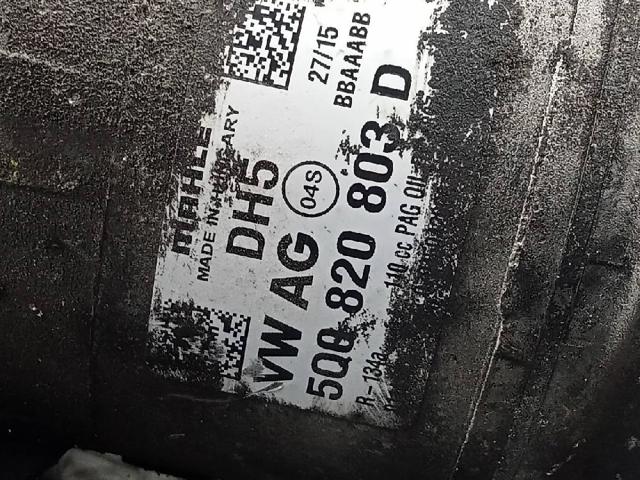 MAHLE
MADE IN HUNGARY
DH5
04S
27/15
BBAAABB
VW AG
5Q0 820 803 D
R-134a
110 cc PAG OIL